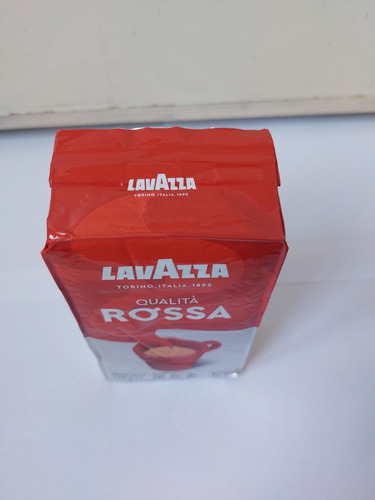 LAVAZZA
TORINO, ITALIA, 1895
LAVAZZA
TORINO, ITALIA, 1895
QUALITÀ
ROSSA